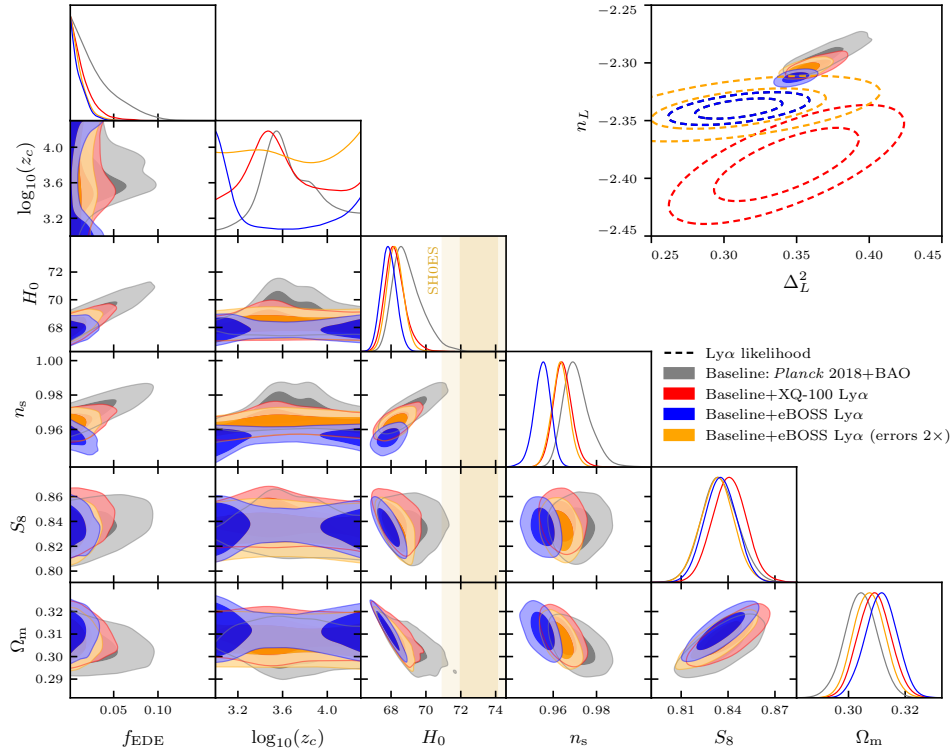 −2.25
−2.30
−2.35
−2.40
−2.45
n_L
0.25 0.35 0.40 0.45
0.30
Δ²_L
4.2
3.6
3.0
log₁₀(z_c)
72
70
68
H₀
SH0ES
1.00
0.96
n_s
Lyα likelihood
Baseline: Planck 2018+BAO
Baseline+XQ-100 Lyα
Baseline+eBOSS Lyα
Baseline+eBOSS Lyα (errors 2×)
0.86
0.84
0.82
0.80
S₈
0.32
0.31
0.30
0.29
Ω_m
0.05 0.10
3.2 3.6 4.0
68 70 72 74
0.96 0.98
0.81 0.84 0.87
0.30 0.32
f_EDE
log₁₀(z_c)
H₀
n_s
S₈
Ω_m